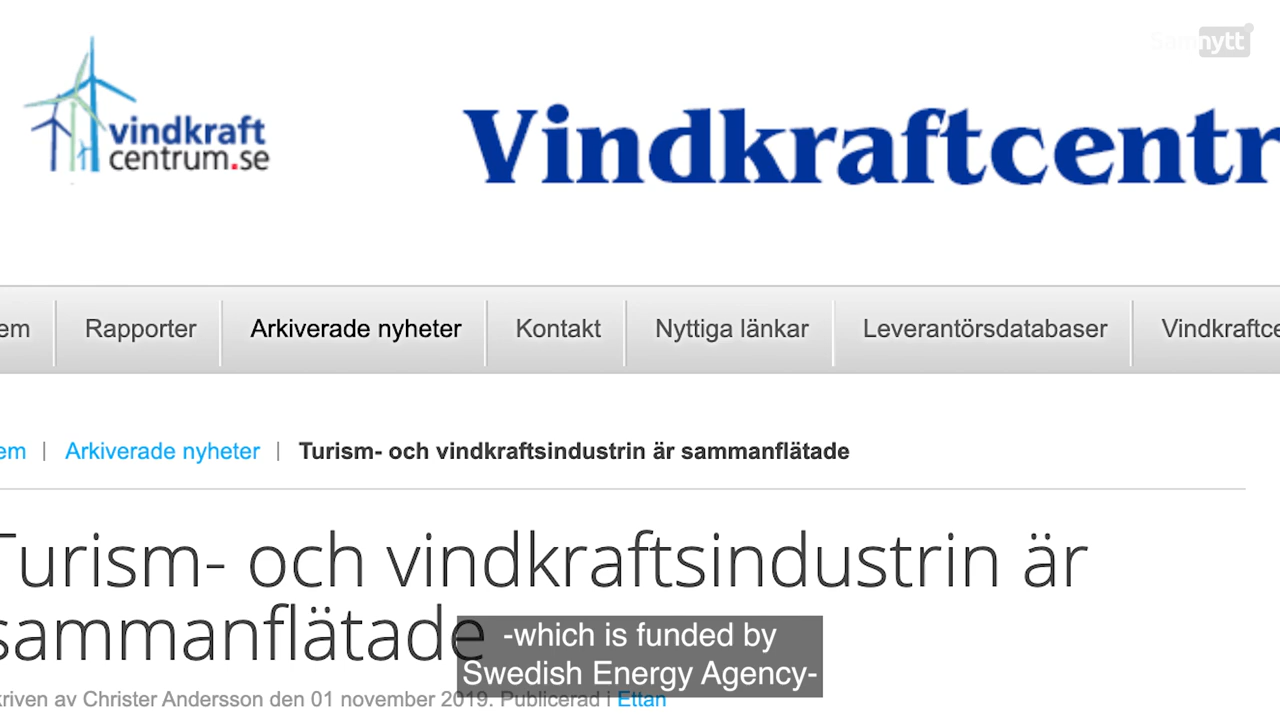 Samnytt
vindkraft
centrum.se
Vindkraftcentr
em | Rapporter | Arkiverade nyheter | Kontakt | Nyttiga länkar | Leverantörsdatabaser | Vindkraftce
em | Arkiverade nyheter | Turism- och vindkraftsindustrin är sammanflätade
Turism- och vindkraftsindustrin är
sammanflätade
-which is funded by
Swedish Energy Agency-
kriven av Christer Andersson den 01 november 2019. Publicerad i Ettan